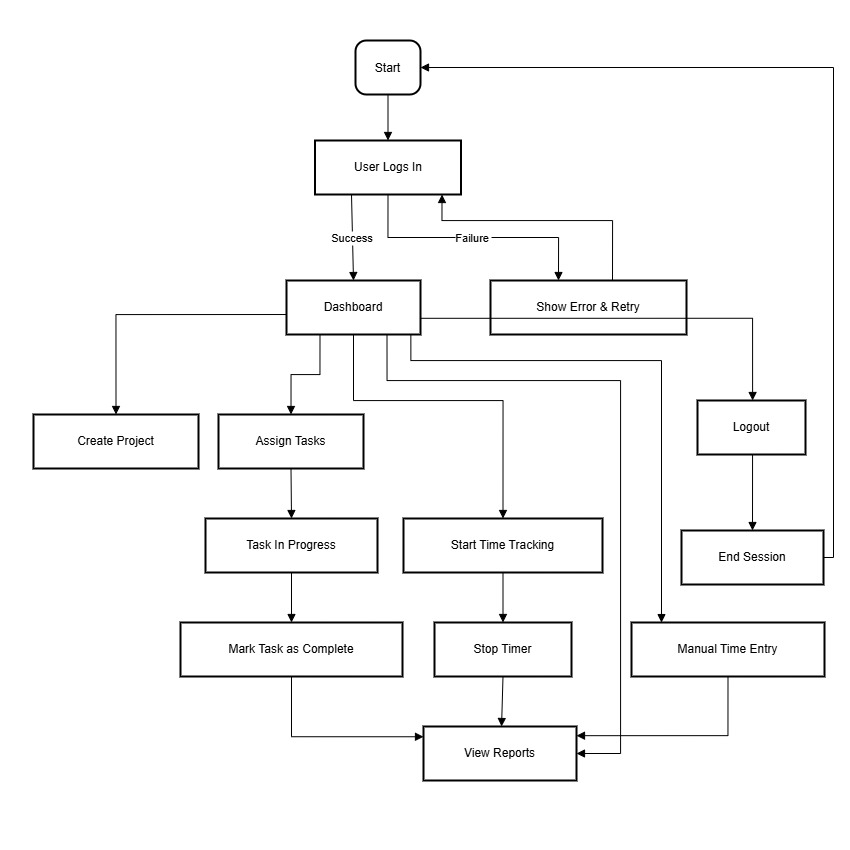 Start
User Logs In
Success
Failure
Dashboard
Show Error & Retry
Create Project
Assign Tasks
Logout
Task In Progress
Start Time Tracking
End Session
Mark Task as Complete
Stop Timer
Manual Time Entry
View Reports